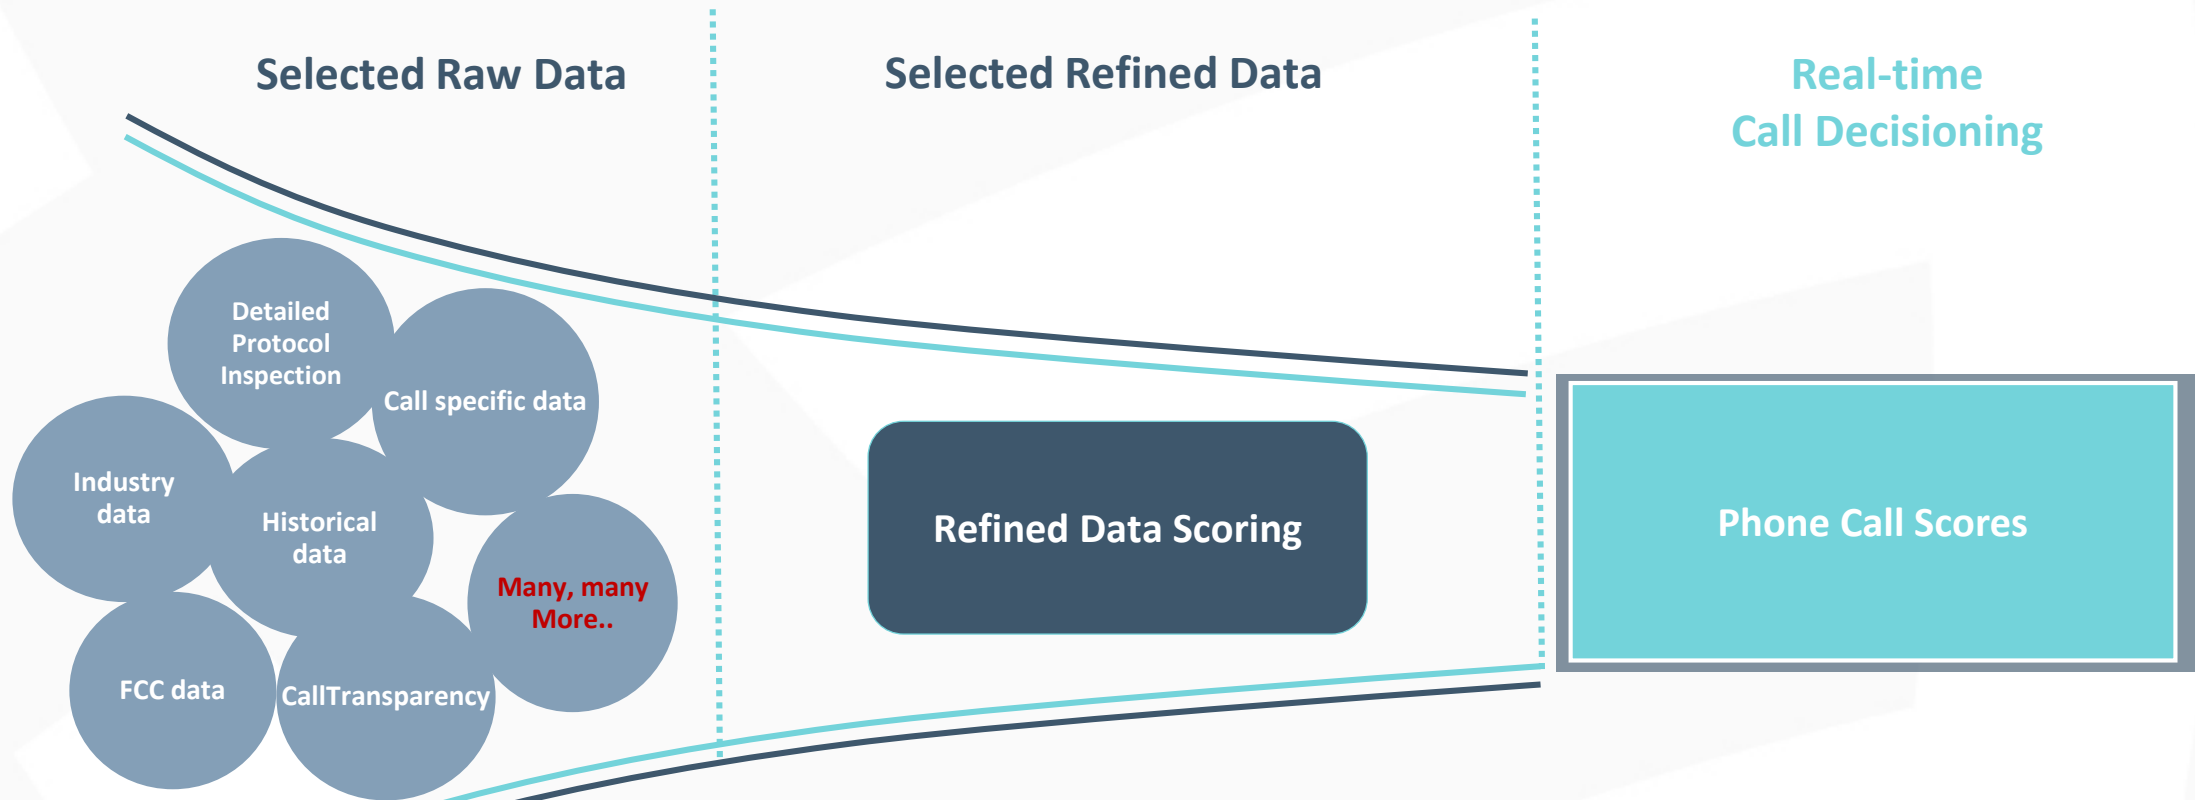 Selected Raw Data
Selected Refined Data
Real-time
Call Decisioning
Detailed
Protocol
Inspection
Call specific data
Industry
data
Historical
data
Many, many
More..
FCC data
CallTransparency
Refined Data Scoring
Phone Call Scores